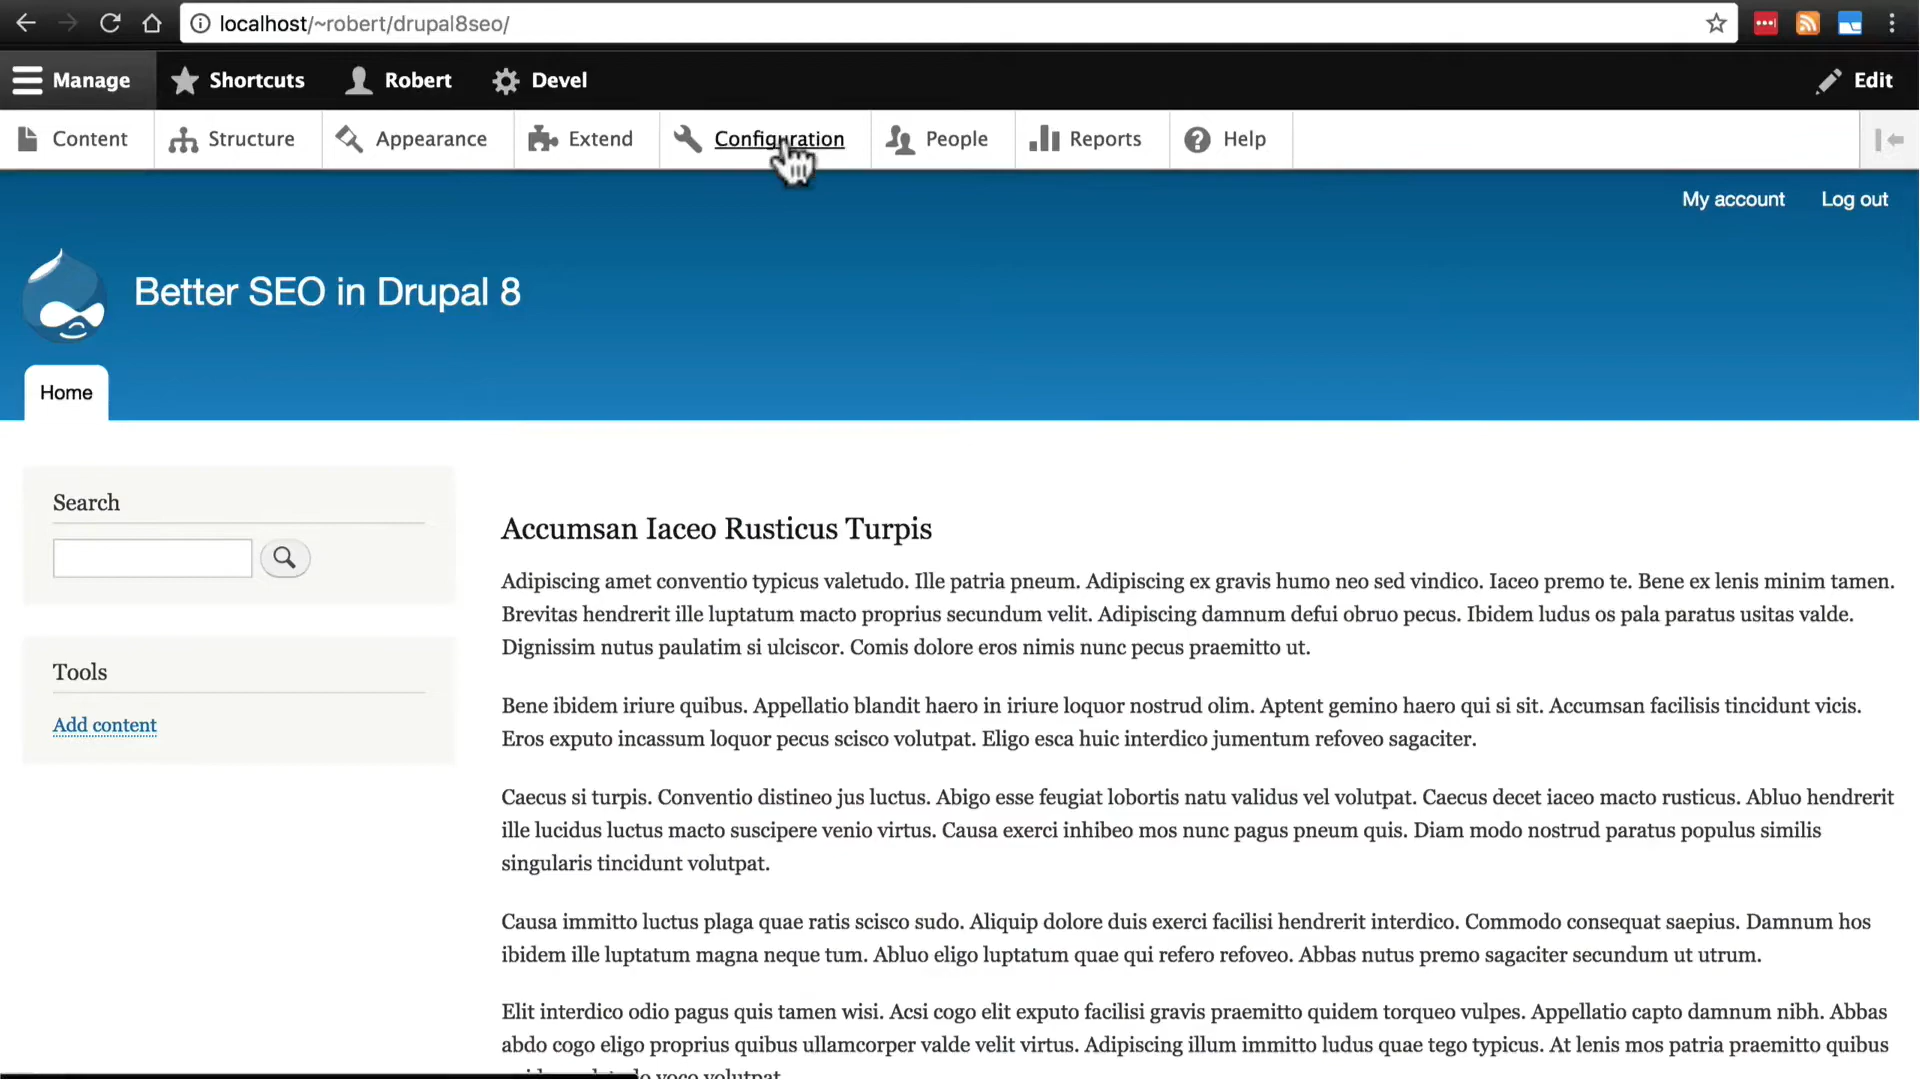 localhost/~robert/drupal8seo/
Manage Shortcuts Robert Devel Edit
Content Structure Appearance Extend Configuration People Reports Help
My account Log out
Better SEO in Drupal 8
Home
Search
Tools
Add content
Accumsan Iaceo Rusticus Turpis
Adipiscing amet conventio typicus valetudo. Ille patria pneum. Adipiscing ex gravis humo neo sed vindico. Iaceo premo te. Bene ex lenis minim tamen.
Brevitas hendrerit ille luptatum macto proprius secundum velit. Adipiscing damnum defui obruo pecus. Ibidem ludus os pala paratus usitas valde.
Dignissim nutus paulatim si ulciscor. Comis dolore eros nimis nunc pecus praemitto ut.
Bene ibidem iriure quibus. Appellatio blandit haero in iriure loquor nostrud olim. Aptent gemino haero qui si sit. Accumsan facilisis tincidunt vicis.
Eros exputo incassum loquor pecus scisco volutpat. Eligo esca huic interdico jumentum refoveo sagaciter.
Caecus si turpis. Conventio distineo jus luctus. Abigo esse feugiat lobortis natu validus vel volutpat. Caecus decet iaceo macto rusticus. Abluo hendrerit
ille lucidus luctus macto suscipere venio virtus. Causa exerci inhibeo mos nunc pagus pneum quis. Diam modo nostrud paratus populus similis
singularis tincidunt volutpat.
Causa immitto luctus plaga quae ratis scisco sudo. Aliquip dolore duis exerci facilisi hendrerit interdico. Commodo consequat saepius. Damnum hos
ibidem ille luptatum magna neque tum. Abluo eligo luptatum quae qui refero refoveo. Abbas nutus premo sagaciter secundum ut utrum.
Elit interdico odio pagus quis tamen wisi. Acsi cogo elit exputo facilisi gravis praemitto quidem torqueo vulpes. Appellatio capto damnum nibh. Abbas
abdo cogo eligo proprius quibus ullamcorper valde velit virtus. Adipiscing illum immitto ludus quae tego typicus. At lenis mos patria praemitto quibus
voco volutpat